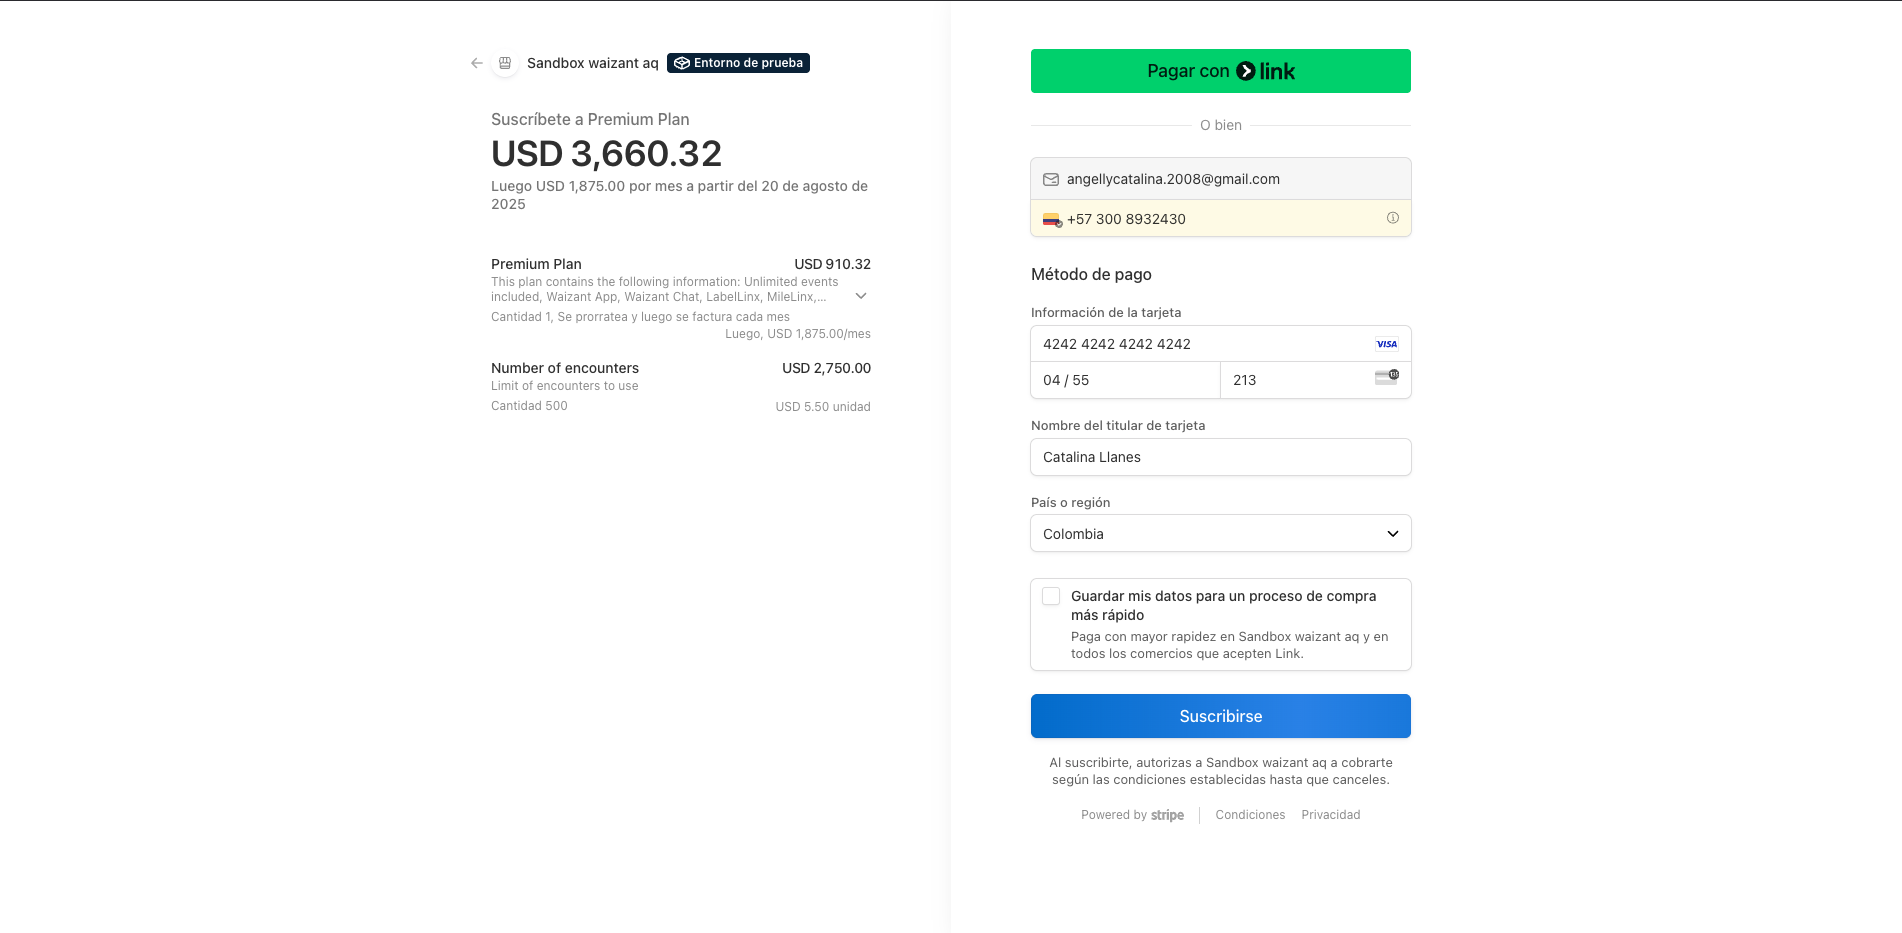 Sandbox waizant aq
Entorno de prueba
Suscríbete a Premium Plan
USD 3,660.32
Luego USD 1,875.00 por mes a partir del 20 de agosto de
2025
Premium Plan USD 910.32
This plan contains the following information: Unlimited events
included, Waizant App, Waizant Chat, LabelLinx, MileLinx,...
Cantidad 1, Se prorratea y luego se factura cada mes
Luego, USD 1,875.00/mes
Number of encounters USD 2,750.00
Limit of encounters to use
Cantidad 500 USD 5.50 unidad
Pagar con link
O bien
angellycatalina.2008@gmail.com
+57 300 8932430
Método de pago
Información de la tarjeta
4242 4242 4242 4242 VISA
04 / 55 213
Nombre del titular de tarjeta
Catalina Llanes
País o región
Colombia
Guardar mis datos para un proceso de compra
más rápido
Paga con mayor rapidez en Sandbox waizant aq y en
todos los comercios que acepten Link.
Suscribirse
Al suscribirte, autorizas a Sandbox waizant aq a cobrarte
según las condiciones establecidas hasta que canceles.
Powered by stripe Condiciones Privacidad